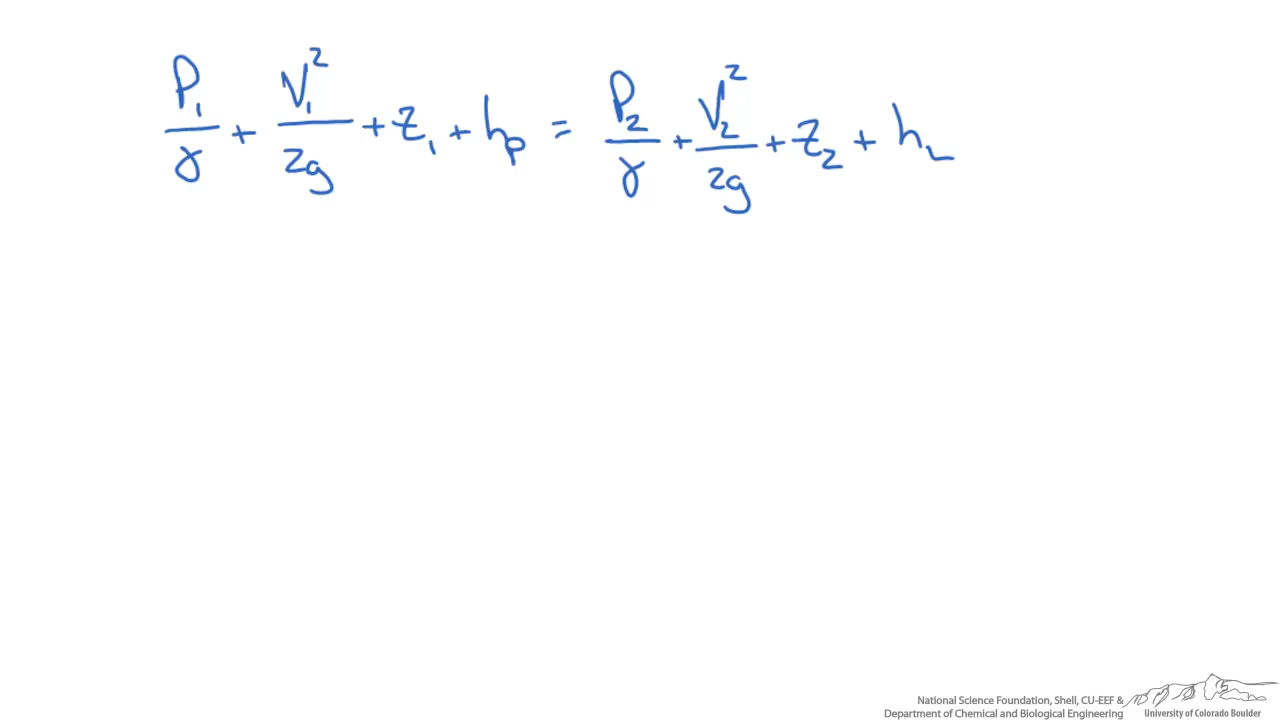 P₁/γ + V₁²/2g + z₁ + hₚ = P₂/γ + V₂²/2g + z₂ + h_L
National Science Foundation, Shell, CU-EEF &
Department of Chemical and Biological Engineering
University of Colorado Boulder